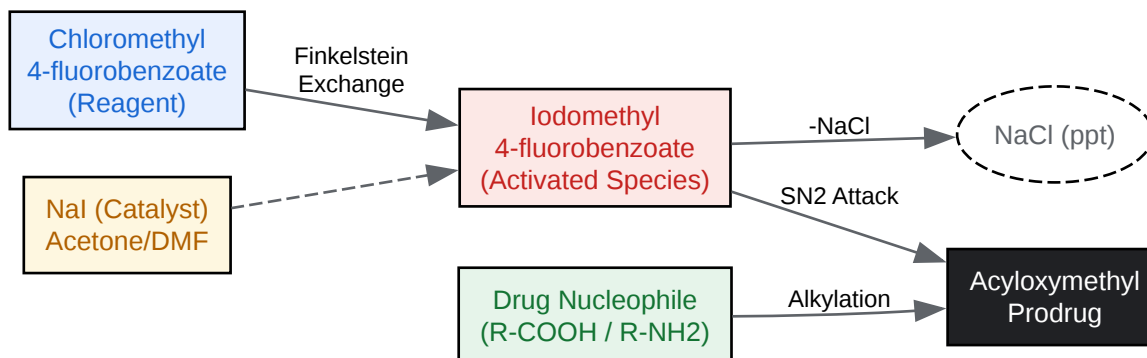 Chloromethyl
4-fluorobenzoate
(Reagent)
Finkelstein
Exchange
NaI (Catalyst)
Acetone/DMF
Iodomethyl
4-fluorobenzoate
(Activated Species)
-NaCl
NaCl (ppt)
SN2 Attack
Drug Nucleophile
(R-COOH / R-NH2)
Alkylation
Acyloxymethyl
Prodrug